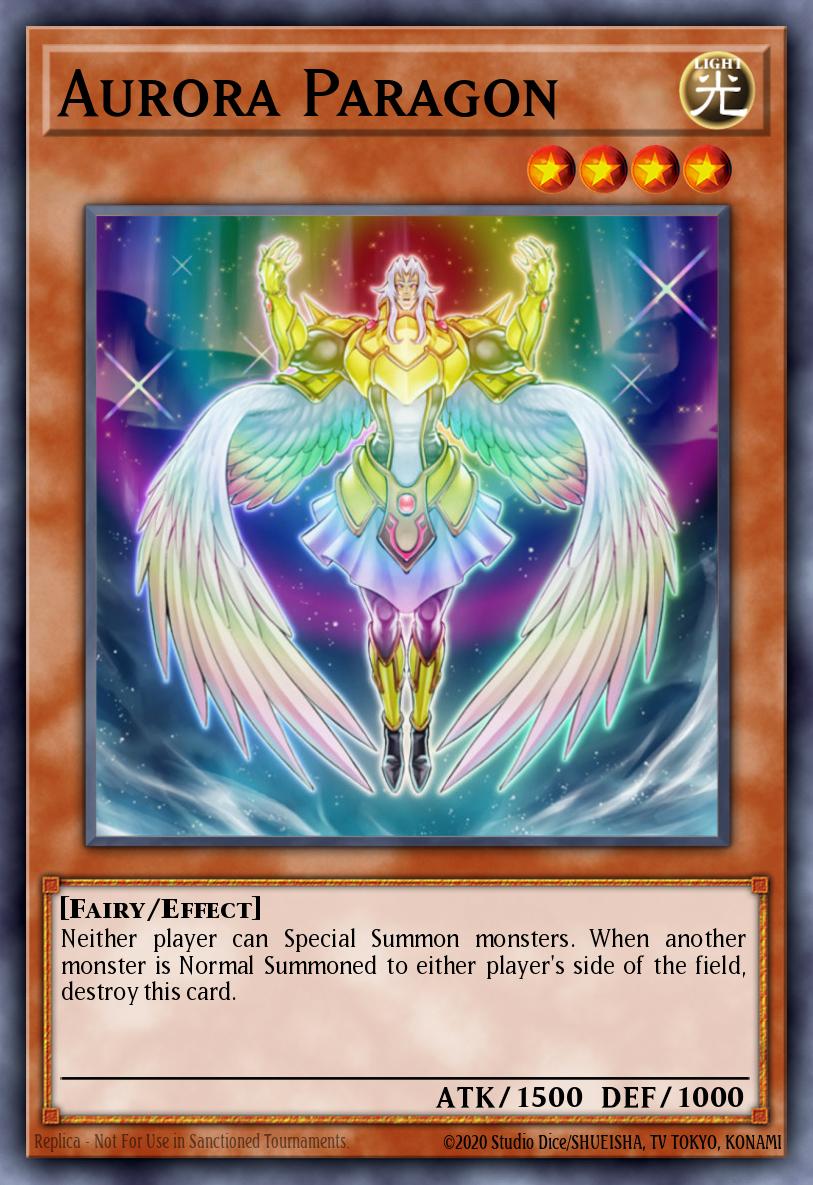 Aurora Paragon
LIGHT
光
[Fairy/Effect]
Neither player can Special Summon monsters. When another
monster is Normal Summoned to either player's side of the field,
destroy this card.
ATK/1500 DEF/1000
Replica - Not For Use in Sanctioned Tournaments.
©2020 Studio Dice/SHUEISHA, TV TOKYO, KONAMI